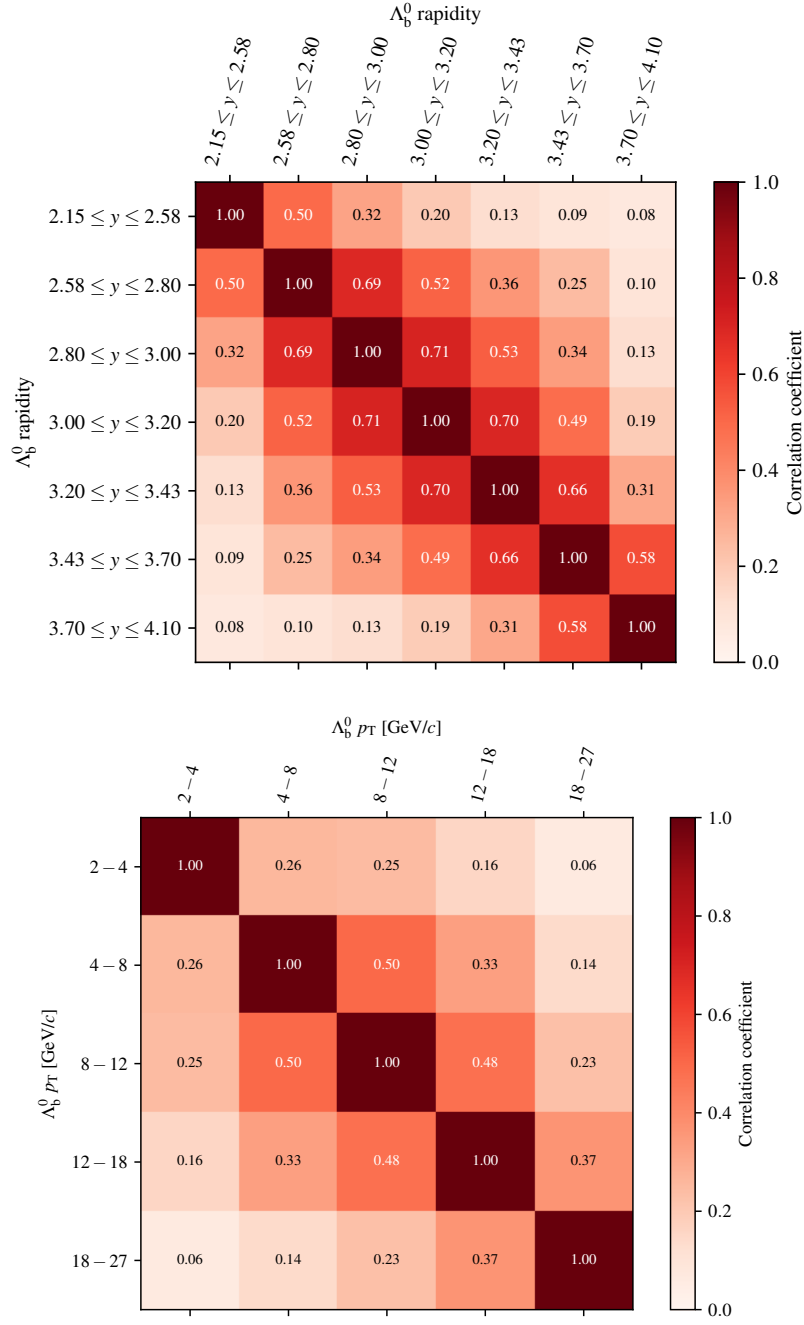 Λ_b^0 rapidity
2.15 ≤ y ≤ 2.58
2.58 ≤ y ≤ 2.80
2.80 ≤ y ≤ 3.00
3.00 ≤ y ≤ 3.20
3.20 ≤ y ≤ 3.43
3.43 ≤ y ≤ 3.70
3.70 ≤ y ≤ 4.10
Λ_b^0 rapidity
2.15 ≤ y ≤ 2.58 1.00 0.50 0.32 0.20 0.13 0.09 0.08
2.58 ≤ y ≤ 2.80 0.50 1.00 0.69 0.52 0.36 0.25 0.10
2.80 ≤ y ≤ 3.00 0.32 0.69 1.00 0.71 0.53 0.34 0.13
3.00 ≤ y ≤ 3.20 0.20 0.52 0.71 1.00 0.70 0.49 0.19
3.20 ≤ y ≤ 3.43 0.13 0.36 0.53 0.70 1.00 0.66 0.31
3.43 ≤ y ≤ 3.70 0.09 0.25 0.34 0.49 0.66 1.00 0.58
3.70 ≤ y ≤ 4.10 0.08 0.10 0.13 0.19 0.31 0.58 1.00
1.0
0.8
0.6
0.4
0.2
0.0
Correlation coefficient
Λ_b^0 p_T [GeV/c]
2 − 4
4 − 8
8 − 12
12 − 18
18 − 27
Λ_b^0 p_T [GeV/c]
2 − 4 1.00 0.26 0.25 0.16 0.06
4 − 8 0.26 1.00 0.50 0.33 0.14
8 − 12 0.25 0.50 1.00 0.48 0.23
12 − 18 0.16 0.33 0.48 1.00 0.37
18 − 27 0.06 0.14 0.23 0.37 1.00
1.0
0.8
0.6
0.4
0.2
0.0
Correlation coefficient